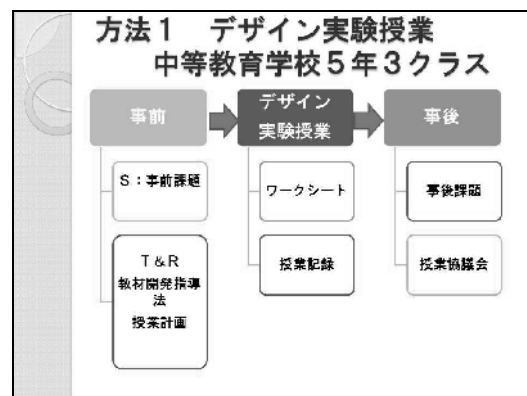 方法１　デザイン実験授業
中等教育学校５年３クラス
事前
デザイン
実験授業
事後
S：事前課題
T＆R
教材開発指導
法
授業計画
ワークシート
授業記録
事後課題
授業協議会